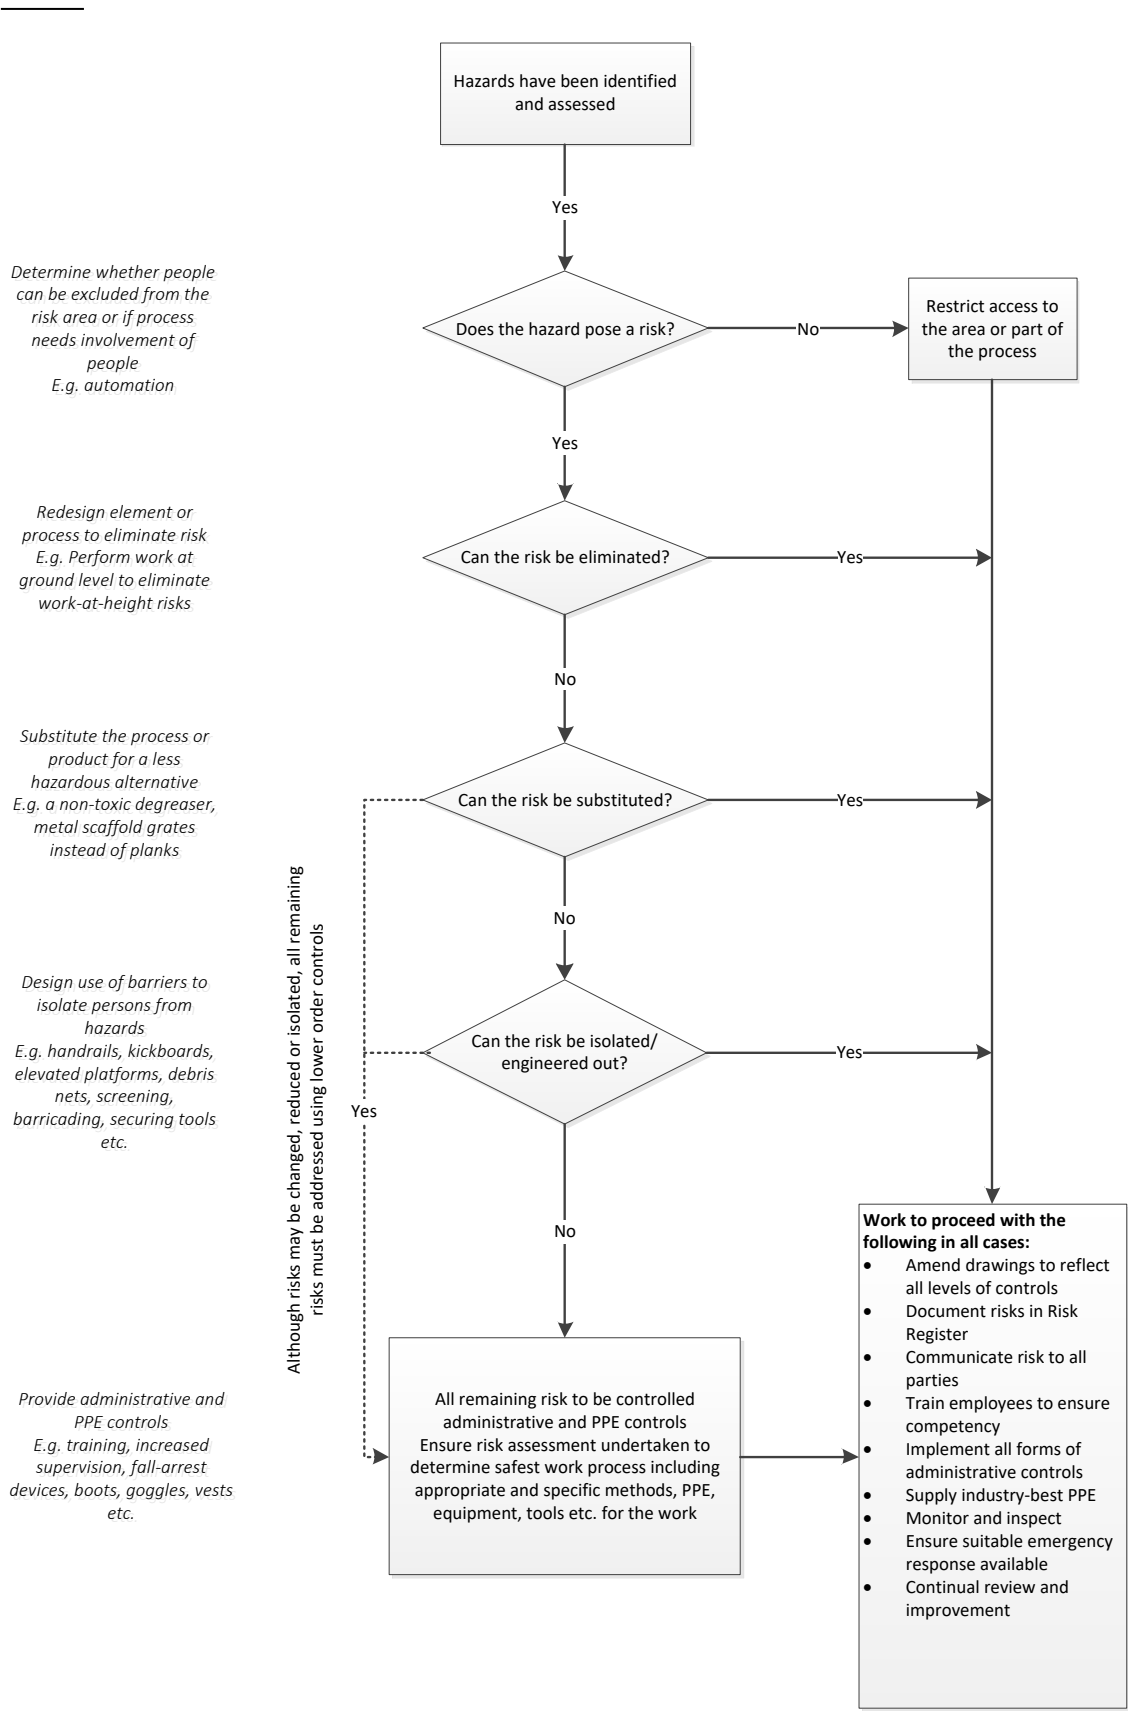 Hazards have been identified
and assessed
Yes
Determine whether people
can be excluded from the
risk area or if process
needs involvement of
people
E.g. automation
Does the hazard pose a risk?
No
Restrict access to
the area or part of
the process
Yes
Redesign element or
process to eliminate risk
E.g. Perform work at
ground level to eliminate
work-at-height risks
Can the risk be eliminated?
Yes
No
Substitute the process or
product for a less
hazardous alternative
E.g. a non-toxic degreaser,
metal scaffold grates
instead of planks
Can the risk be substituted?
Yes
No
Although risks may be changed, reduced or isolated, all remaining
risks must be addressed using lower order controls
Design use of barriers to
isolate persons from
hazards
E.g. handrails, kickboards,
elevated platforms, debris
nets, screening,
barricading, securing tools
etc.
Can the risk be isolated/
engineered out?
Yes
Yes
No
Provide administrative and
PPE controls
E.g. training, increased
supervision, fall-arrest
devices, boots, goggles, vests
etc.
All remaining risk to be controlled
administrative and PPE controls
Ensure risk assessment undertaken to
determine safest work process including
appropriate and specific methods, PPE,
equipment, tools etc. for the work
Work to proceed with the
following in all cases:
• Amend drawings to reflect
all levels of controls
• Document risks in Risk
Register
• Communicate risk to all
parties
• Train employees to ensure
competency
• Implement all forms of
administrative controls
• Supply industry-best PPE
• Monitor and inspect
• Ensure suitable emergency
response available
• Continual review and
improvement